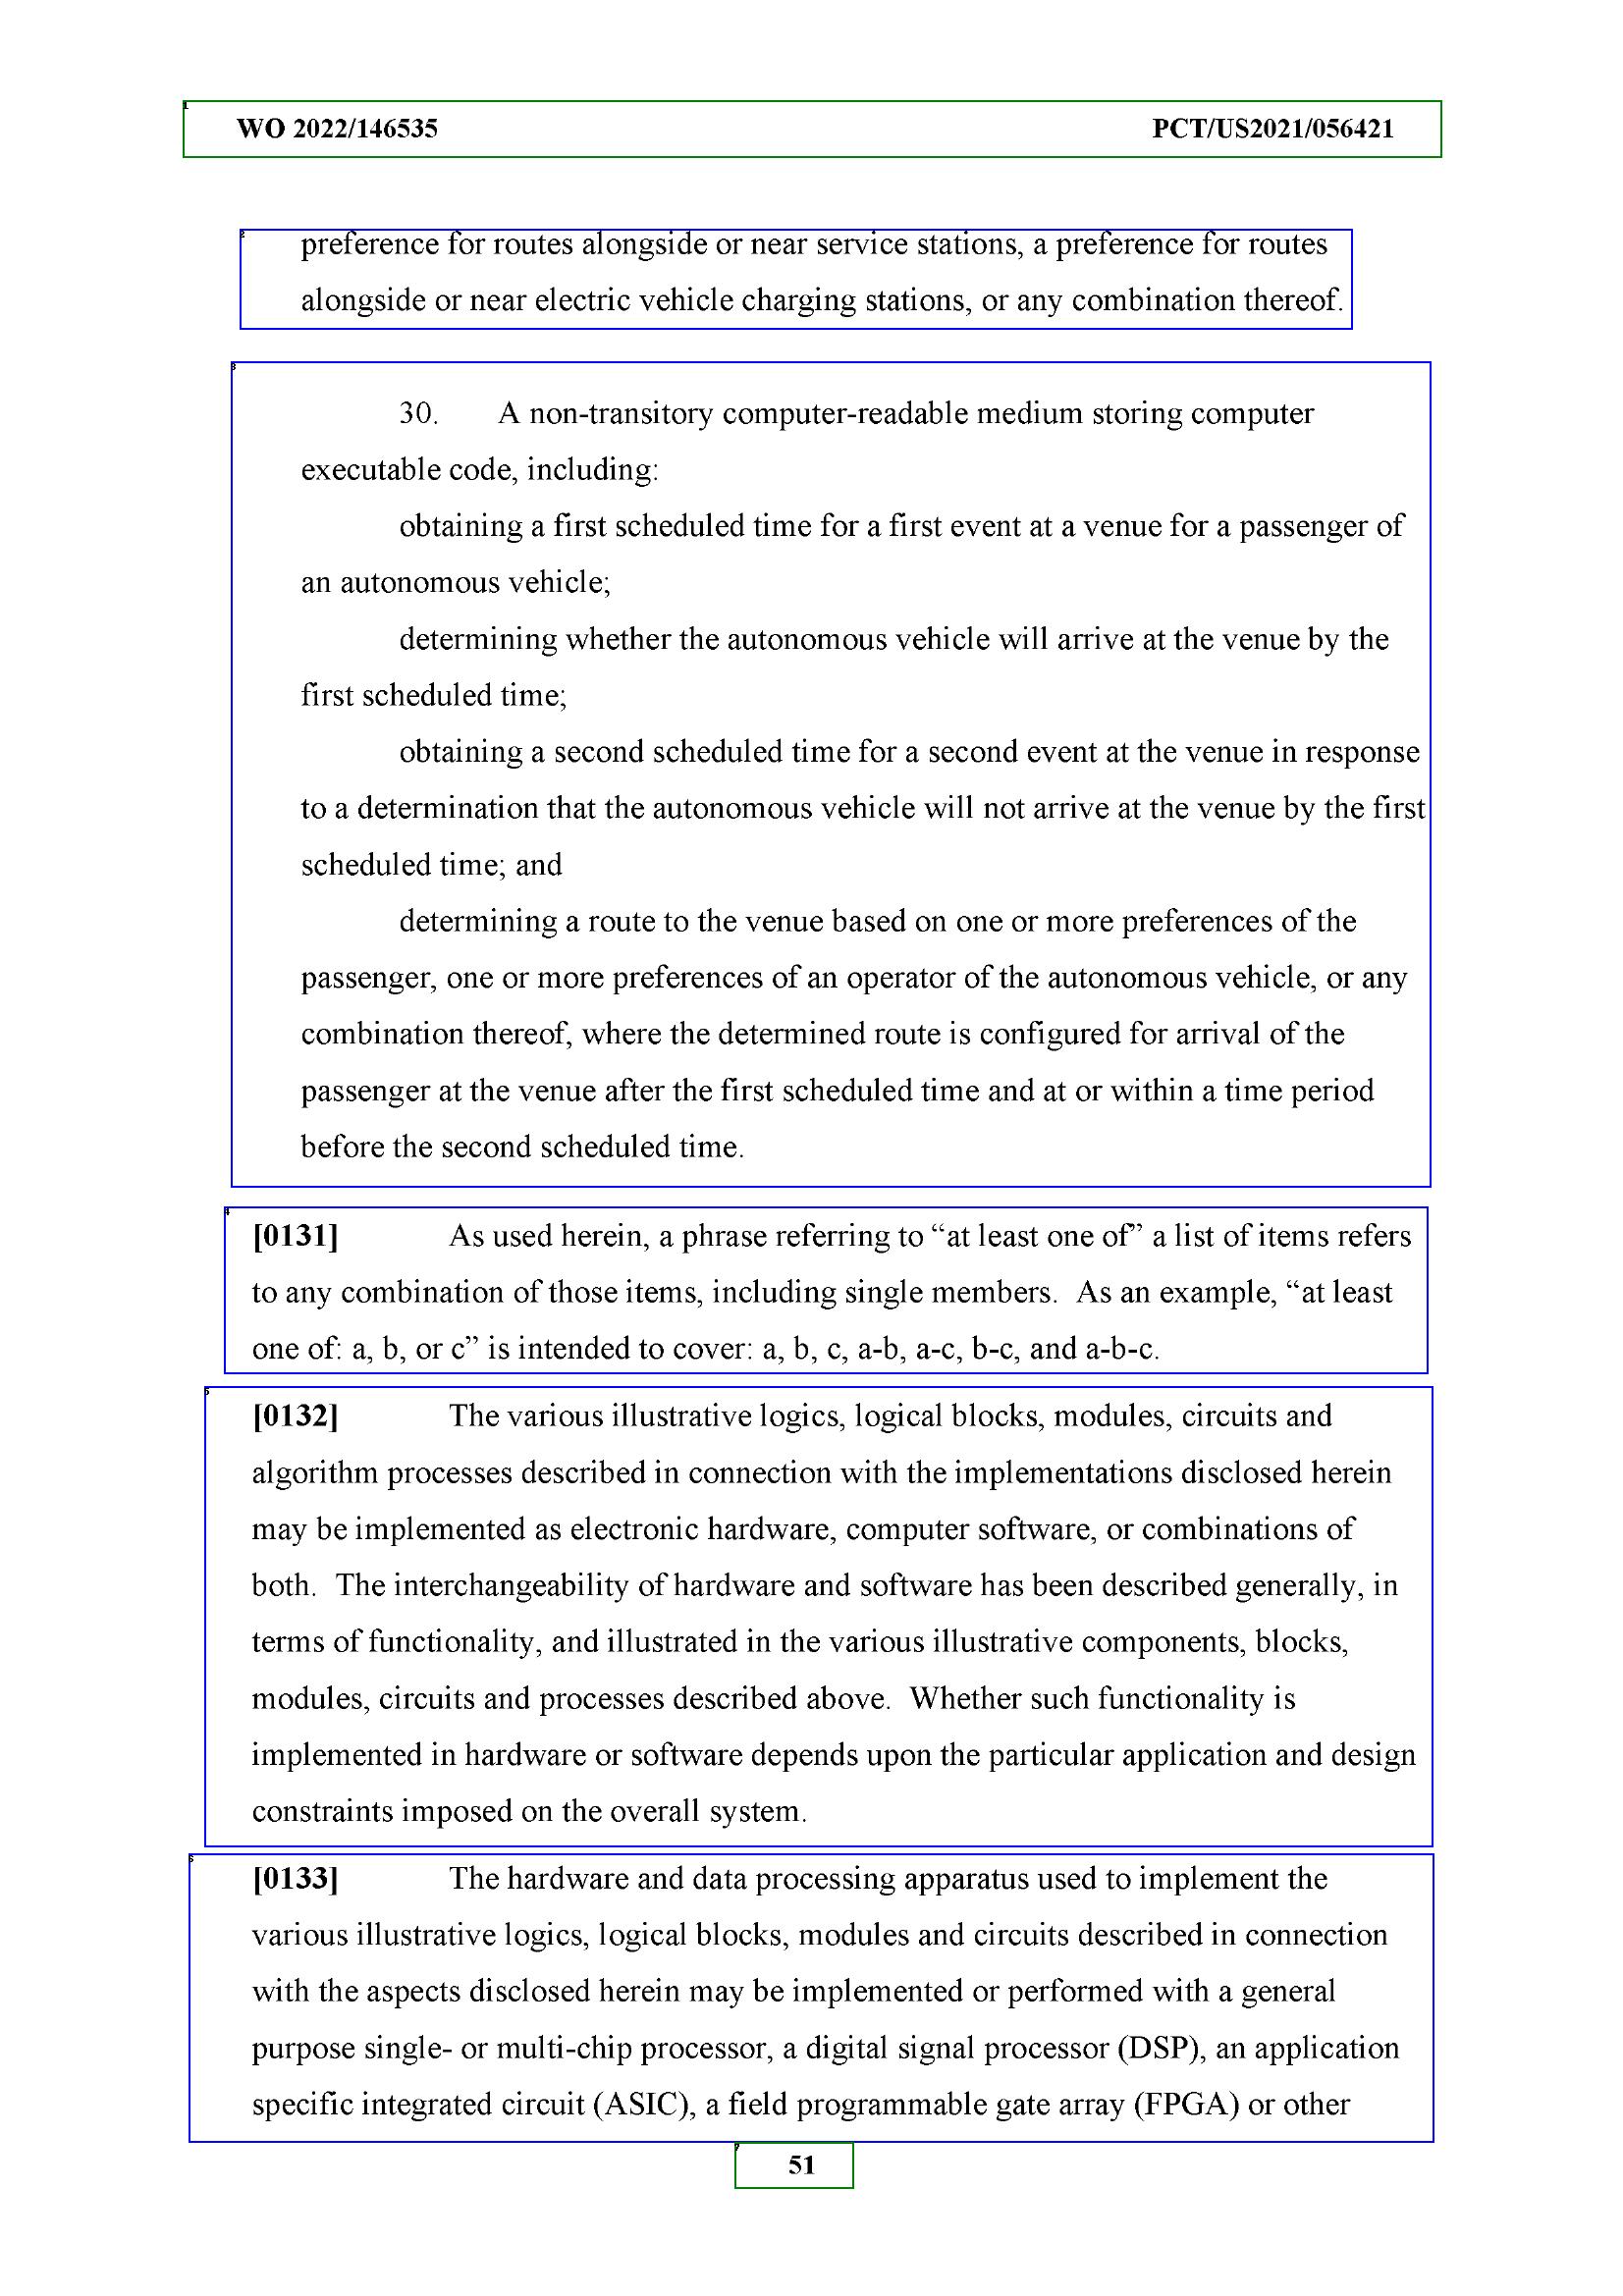 WO 2022/146535 PCT/US2021/056421
preference for routes alongside or near service stations, a preference for routes
alongside or near electric vehicle charging stations, or any combination thereof.
30. A non-transitory computer-readable medium storing computer
executable code, including:
obtaining a first scheduled time for a first event at a venue for a passenger of
an autonomous vehicle;
determining whether the autonomous vehicle will arrive at the venue by the
first scheduled time;
obtaining a second scheduled time for a second event at the venue in response
to a determination that the autonomous vehicle will not arrive at the venue by the first
scheduled time; and
determining a route to the venue based on one or more preferences of the
passenger, one or more preferences of an operator of the autonomous vehicle, or any
combination thereof, where the determined route is configured for arrival of the
passenger at the venue after the first scheduled time and at or within a time period
before the second scheduled time.
[0131] As used herein, a phrase referring to “at least one of” a list of items refers
to any combination of those items, including single members. As an example, “at least
one of: a, b, or c” is intended to cover: a, b, c, a-b, a-c, b-c, and a-b-c.
[0132] The various illustrative logics, logical blocks, modules, circuits and
algorithm processes described in connection with the implementations disclosed herein
may be implemented as electronic hardware, computer software, or combinations of
both. The interchangeability of hardware and software has been described generally, in
terms of functionality, and illustrated in the various illustrative components, blocks,
modules, circuits and processes described above. Whether such functionality is
implemented in hardware or software depends upon the particular application and design
constraints imposed on the overall system.
[0133] The hardware and data processing apparatus used to implement the
various illustrative logics, logical blocks, modules and circuits described in connection
with the aspects disclosed herein may be implemented or performed with a general
purpose single- or multi-chip processor, a digital signal processor (DSP), an application
specific integrated circuit (ASIC), a field programmable gate array (FPGA) or other
51